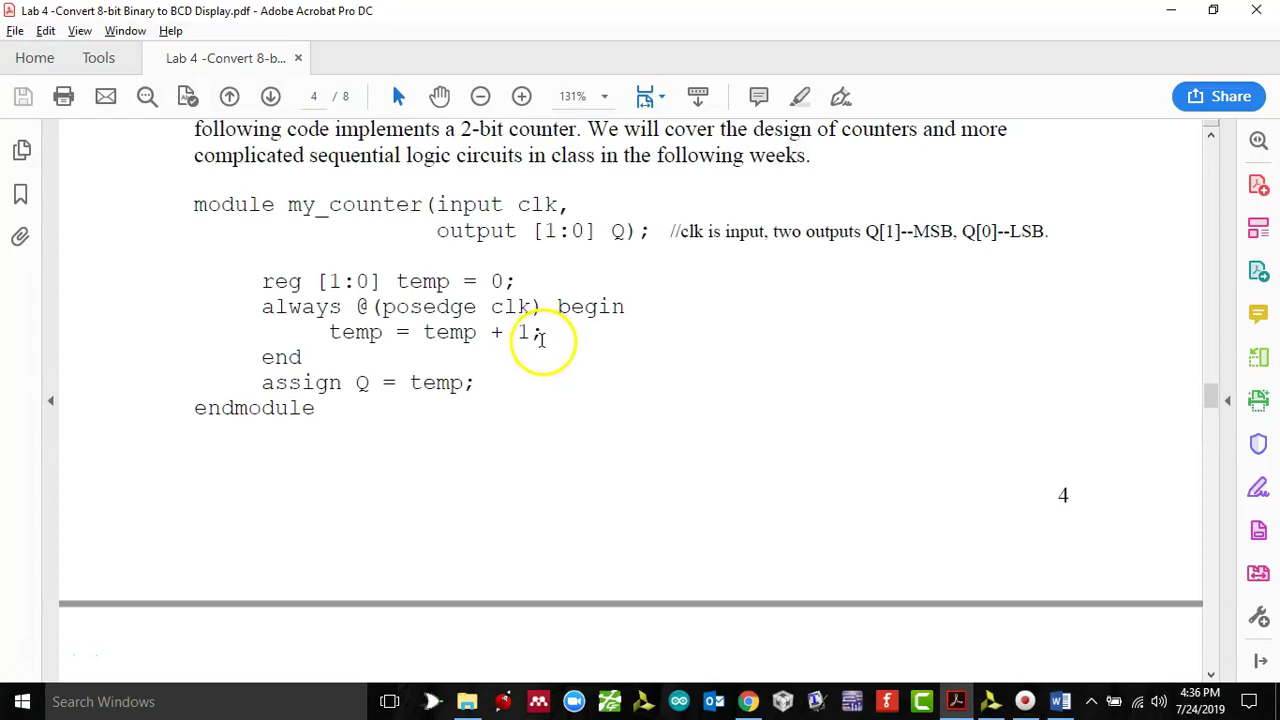 Lab 4 -Convert 8-bit Binary to BCD Display.pdf - Adobe Acrobat Pro DC
File Edit View Window Help
Home Tools Lab 4 -Convert 8-b... ×
4 / 8 131% Share
following code implements a 2-bit counter. We will cover the design of counters and more
complicated sequential logic circuits in class in the following weeks.
module my_counter(input clk,
output [1:0] Q); //clk is input, two outputs Q[1]--MSB, Q[0]--LSB.
reg [1:0] temp = 0;
always @(posedge clk) begin
temp = temp + 1;
end
assign Q = temp;
endmodule
4
Search Windows
4:36 PM
7/24/2019